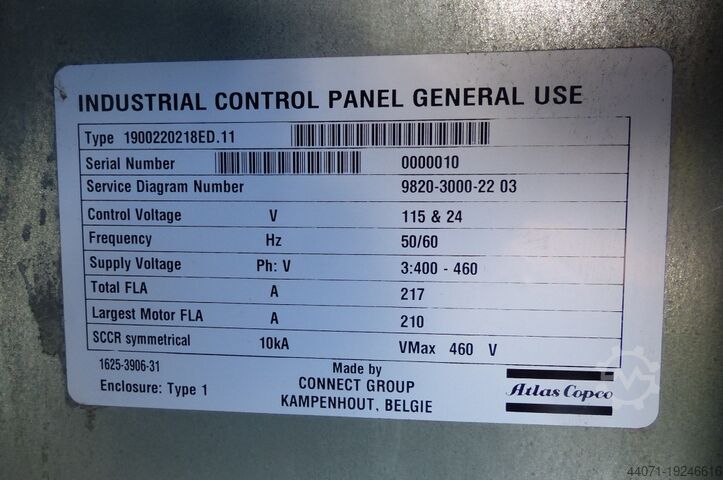 INDUSTRIAL CONTROL PANEL GENERAL USE
Type 1900220218ED.11
Serial Number 0000010
Service Diagram Number 9820-3000-22 03
Control Voltage V 115 & 24
Frequency Hz 50/60
Supply Voltage Ph: V 3:400 - 460
Total FLA A 217
Largest Motor FLA A 210
SCCR symmetrical 10kA VMax 460 V
1625-3906-31
Enclosure: Type 1
Made by
CONNECT GROUP
KAMPENHOUT, BELGIE
Atlas Copco
44071-19246616